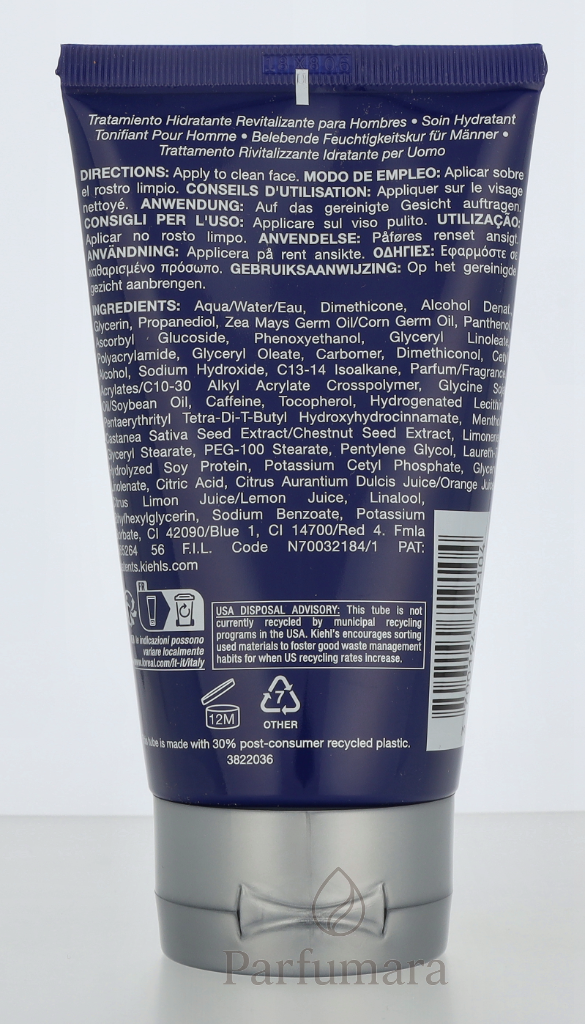 Tratamiento Hidratante Revitalizante para Hombres • Soin Hydratant
Tonifiant Pour Homme • Belebende Feuchtigkeitskur für Männer •
Trattamento Rivitalizzante Idratante per Uomo
DIRECTIONS: Apply to clean face. MODO DE EMPLEO: Aplicar sobre
el rostro limpio. CONSEILS D'UTILISATION: Appliquer sur le visage
nettoyé. ANWENDUNG: Auf das gereinigte Gesicht auftragen.
CONSIGLI PER L'USO: Applicare sul viso pulito. UTILIZAÇÃO:
Aplicar no rosto limpo. ANVENDELSE: Påføres renset ansigt.
ANVÄNDNING: Applicera på rent ansikte. ΟΔΗΓΙΕΣ: Εφαρμόστε σε
καθαρισμένο πρόσωπο. GEBRUIKSAANWIJZING: Op het gereinigde
gezicht aanbrengen.
INGREDIENTS: Aqua/Water/Eau, Dimethicone, Alcohol Denat.
Glycerin, Propanediol, Zea Mays Germ Oil/Corn Germ Oil, Panthenol
Ascorbyl Glucoside, Phenoxyethanol, Glyceryl Linoleate
Polyacrylamide, Glyceryl Oleate, Carbomer, Dimethiconol,
Alcohol, Sodium Hydroxide, C13-14 Isoalkane, Parfum/Fragrance
Acrylates/C10-30 Alkyl Acrylate Crosspolymer, Glycine
Oil/Soybean Oil, Caffeine, Tocopherol, Hydrogenated Lecithin
Pentaerythrityl Tetra-Di-T-Butyl Hydroxyhydrocinnamate,
Castanea Sativa Seed Extract/Chestnut Seed Extract,
Glyceryl Stearate, PEG-100 Stearate, Pentylene Glycol,
Hydrolyzed Soy Protein, Potassium Cetyl Phosphate,
Citric Acid, Citrus Aurantium Dulcis Juice/Orange
Limon Juice/Lemon Juice, Linalool,
Sodium Benzoate, Potassium
CI 42090/Blue 1, CI 14700/Red 4. Fmla
56 F.I.L. Code N70032184/1 PAT:
FR
le indicazioni possono
variare localmente
USA DISPOSAL ADVISORY: This tube is not
currently recycled by municipal recycling
programs in the USA. Kiehl's encourages sorting
used materials to foster good waste management
habits for when US recycling rates increase.
12M
7
OTHER
tube is made with 30% post-consumer recycled plastic.
3822036
Parfumara